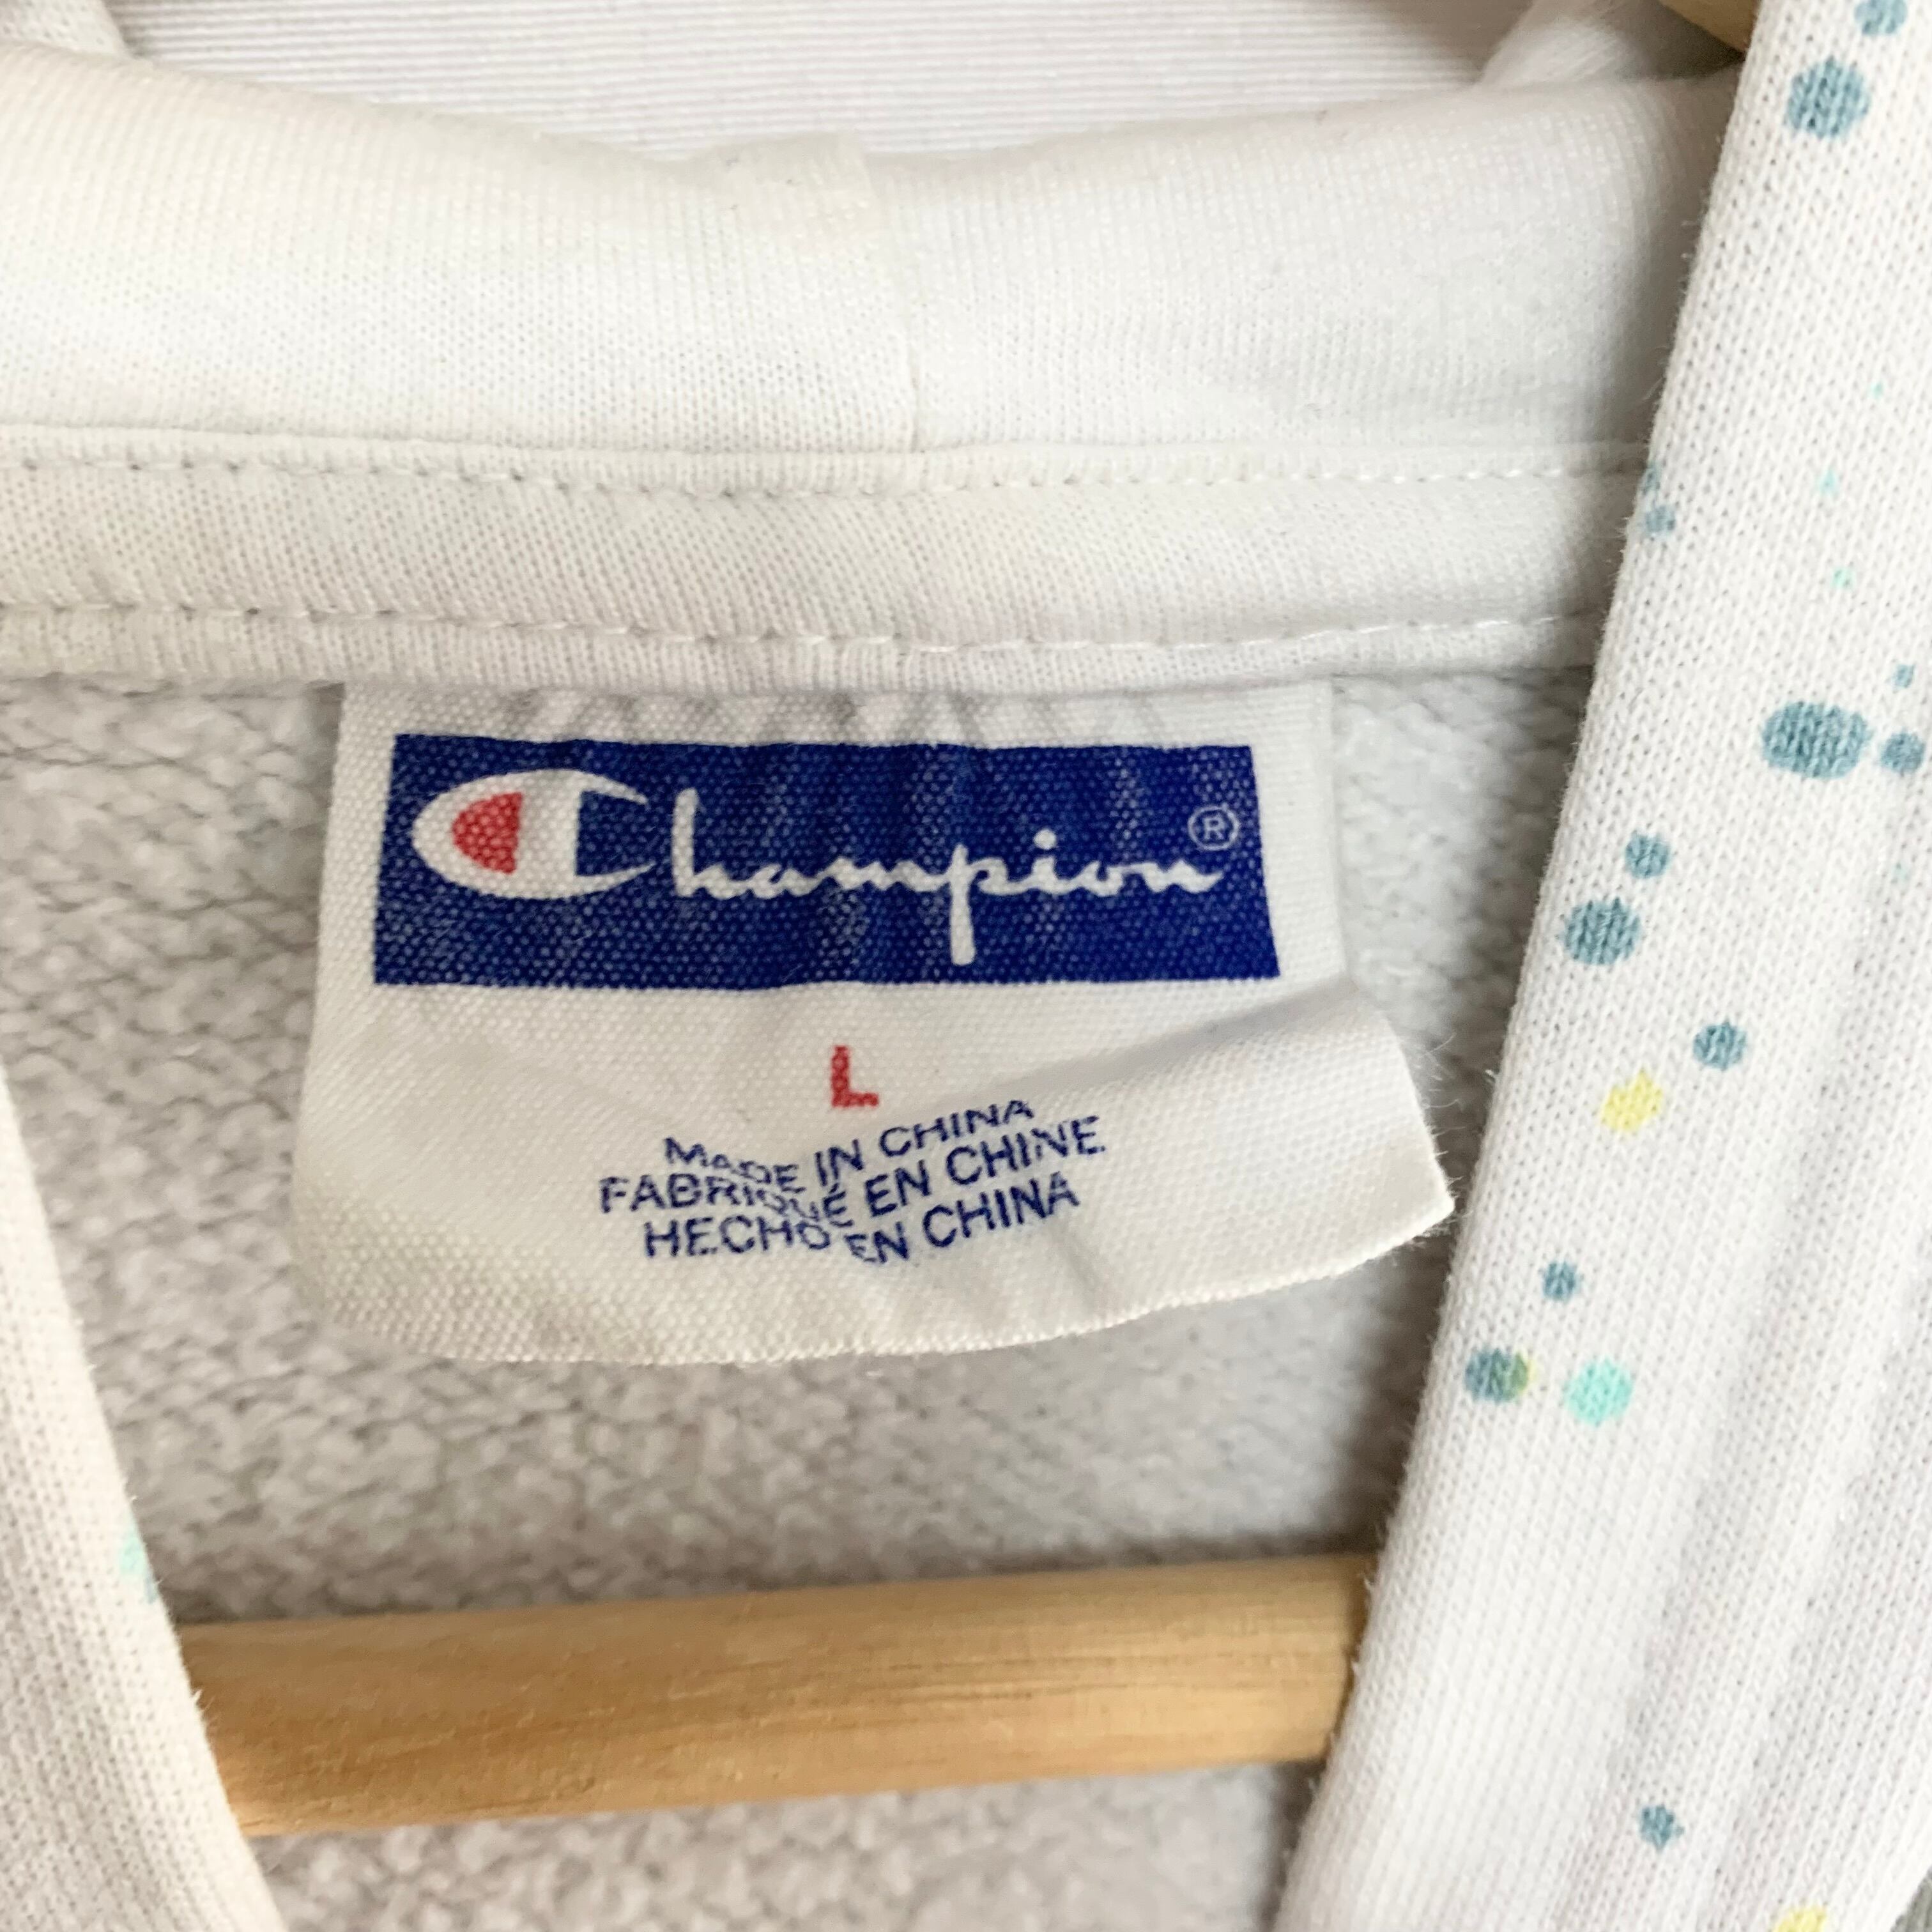 Champion®
L
MADE IN CHINA
FABRIQUÉ EN CHINE
HECHO EN CHINA